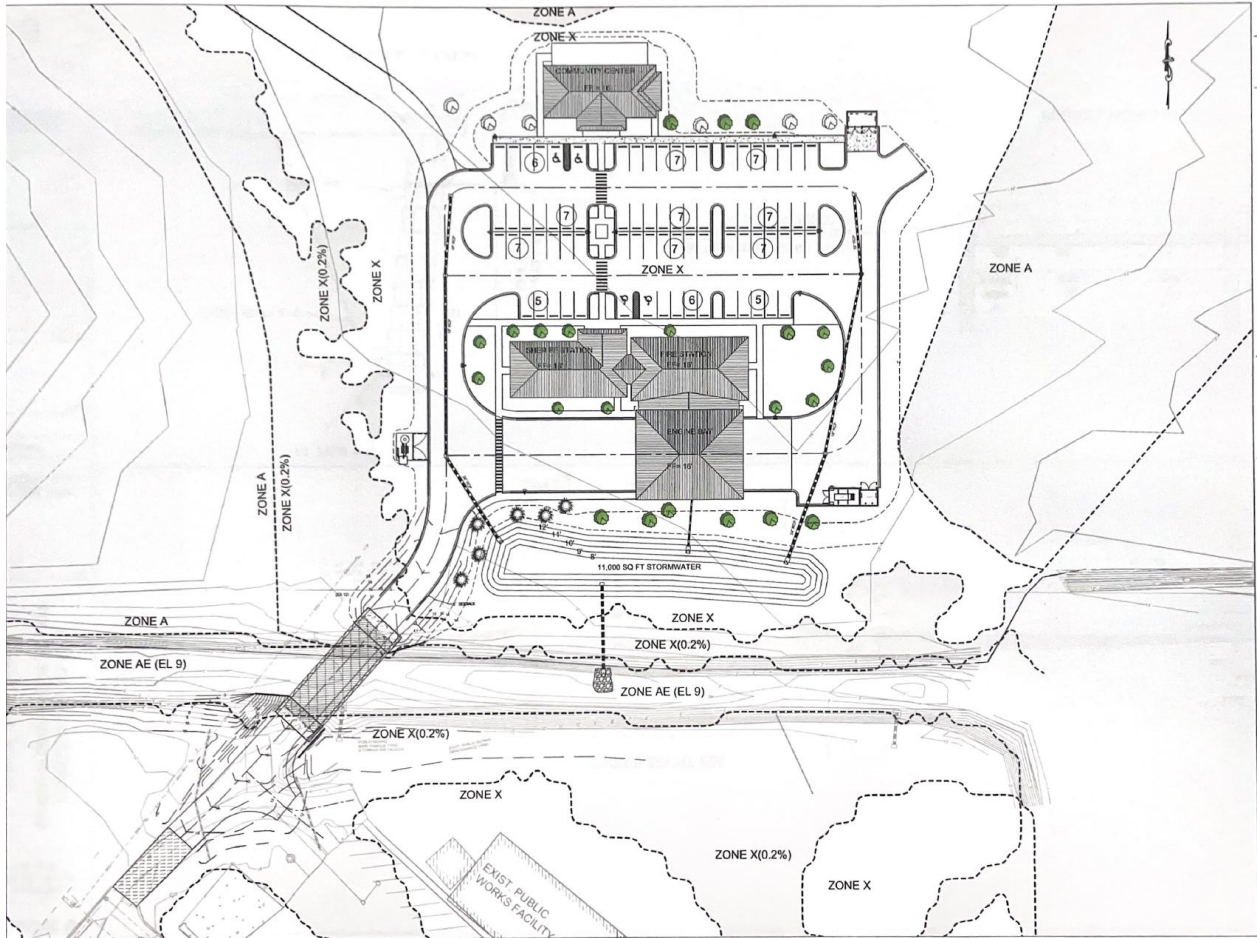 ZONE A
ZONE X
COMMUNITY CENTER
FF= 16'
6
7
7
7
7
7
7
7
7
ZONE X(0.2%)
ZONE X
ZONE X
ZONE A
5
6
5
SHERIFF STATION
FF= 16'
FIRE STATION
FF= 16'
ENGINE BAY
FF= 16'
ZONE A
ZONE X(0.2%)
12'
11'
10'
9'
8'
11,000 SQ FT STORMWATER
ZONE A
ZONE X
ZONE X(0.2%)
ZONE AE (EL 9)
ZONE AE (EL 9)
ZONE X(0.2%)
ZONE X
ZONE X(0.2%)
ZONE X
EXIST PUBLIC
WORKS FACILITY